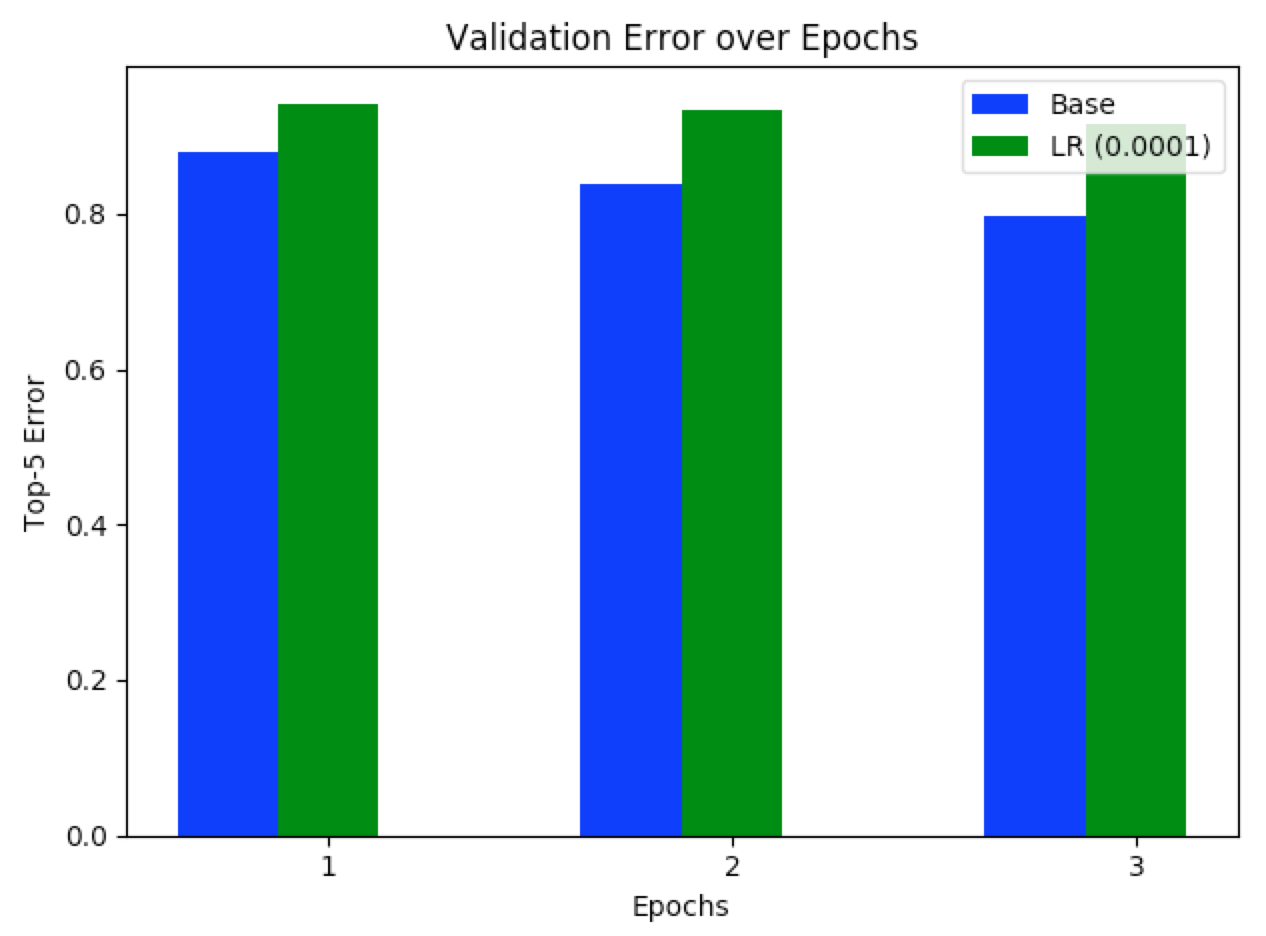 Validation Error over Epochs
Base
LR (0.0001)
0.8
0.6
0.4
0.2
0.0
Top-5 Error
1 2 3
Epochs